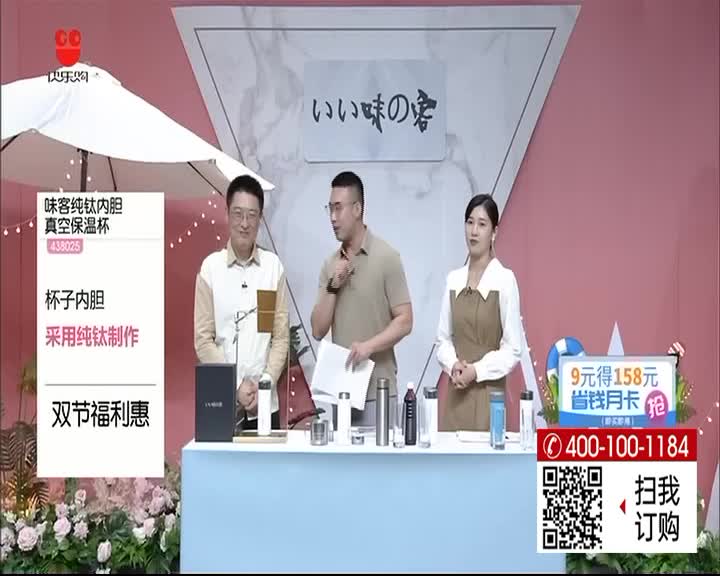 快乐购
いい味の客
味客纯钛内胆
真空保温杯
438025
杯子内胆
采用纯钛制作
双节福利惠
9元得158元
省钱月卡
抢
400-100-1184
扫我
订购